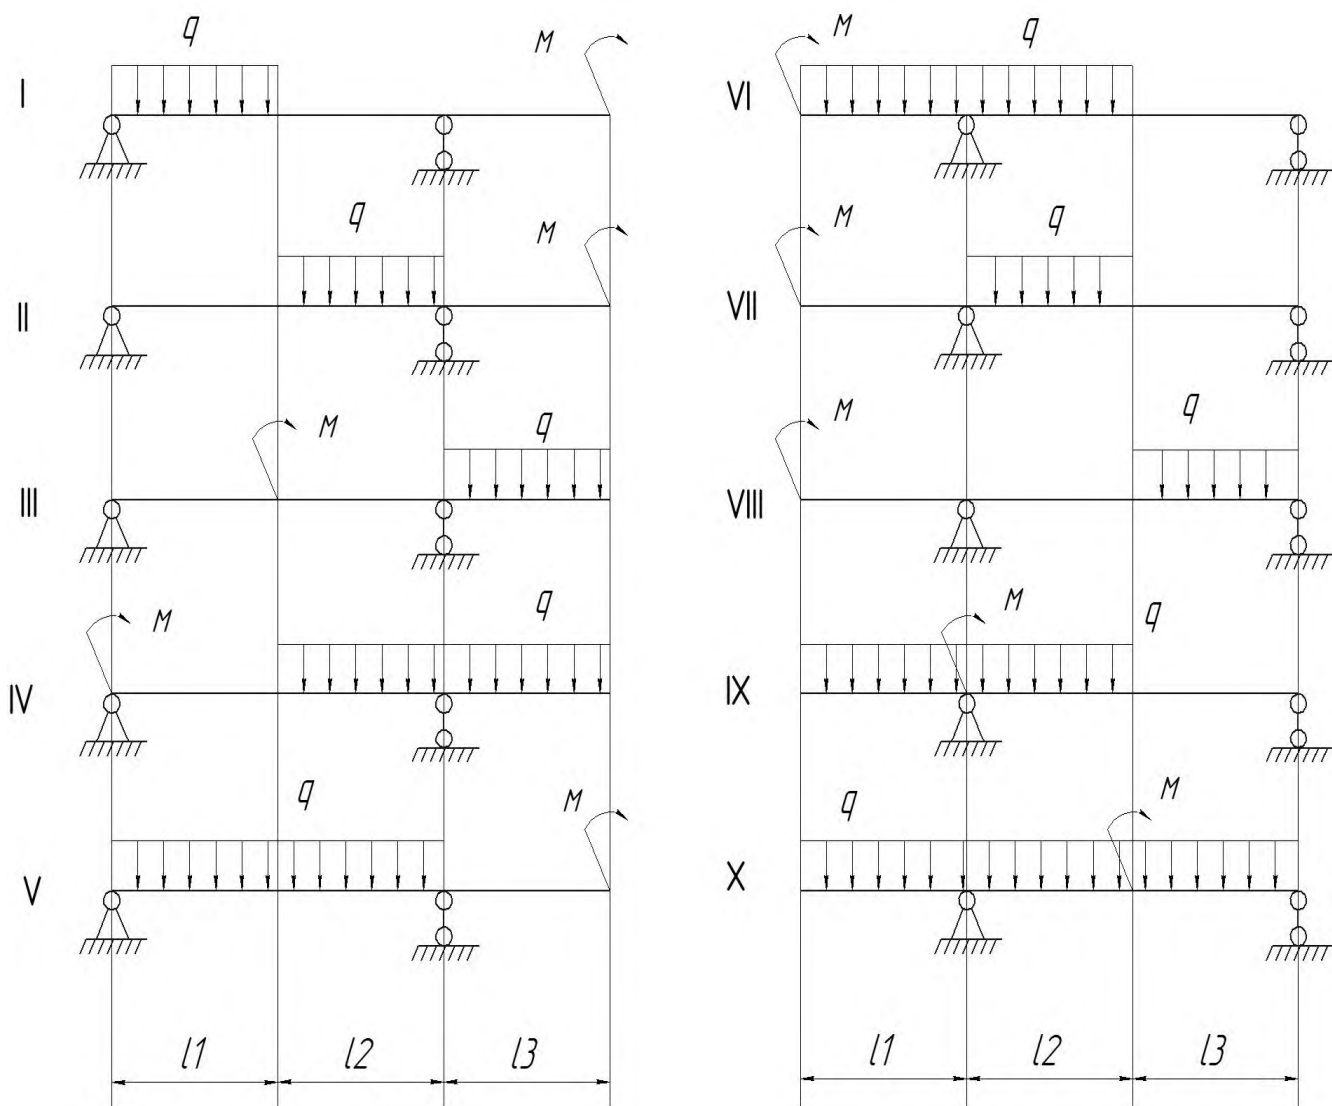 I q M
II q M
III M q
IV M q
V q M
l1 l2 l3
VI M q
VII M q
VIII M q
IX M q
X q M
l1 l2 l3